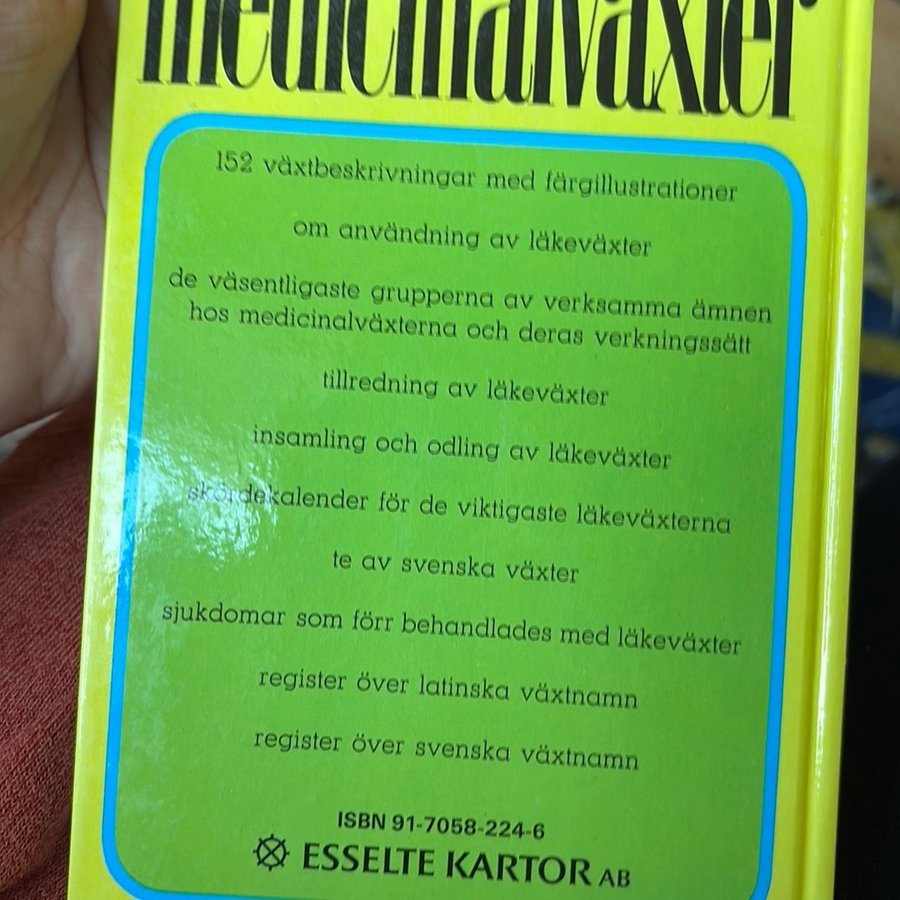 medicinalväxter
152 växtbeskrivningar med färgillustrationer
om användning av läkeväxter
de väsentligaste grupperna av verksamma ämnen
hos medicinalväxterna och deras verkningssätt
tillredning av läkeväxter
insamling och odling av läkeväxter
skördekalender för de viktigaste läkeväxterna
te av svenska växter
sjukdomar som förr behandlades med läkeväxter
register över latinska växtnamn
register över svenska växtnamn
ISBN 91-7058-224-6
ESSELTE KARTOR AB